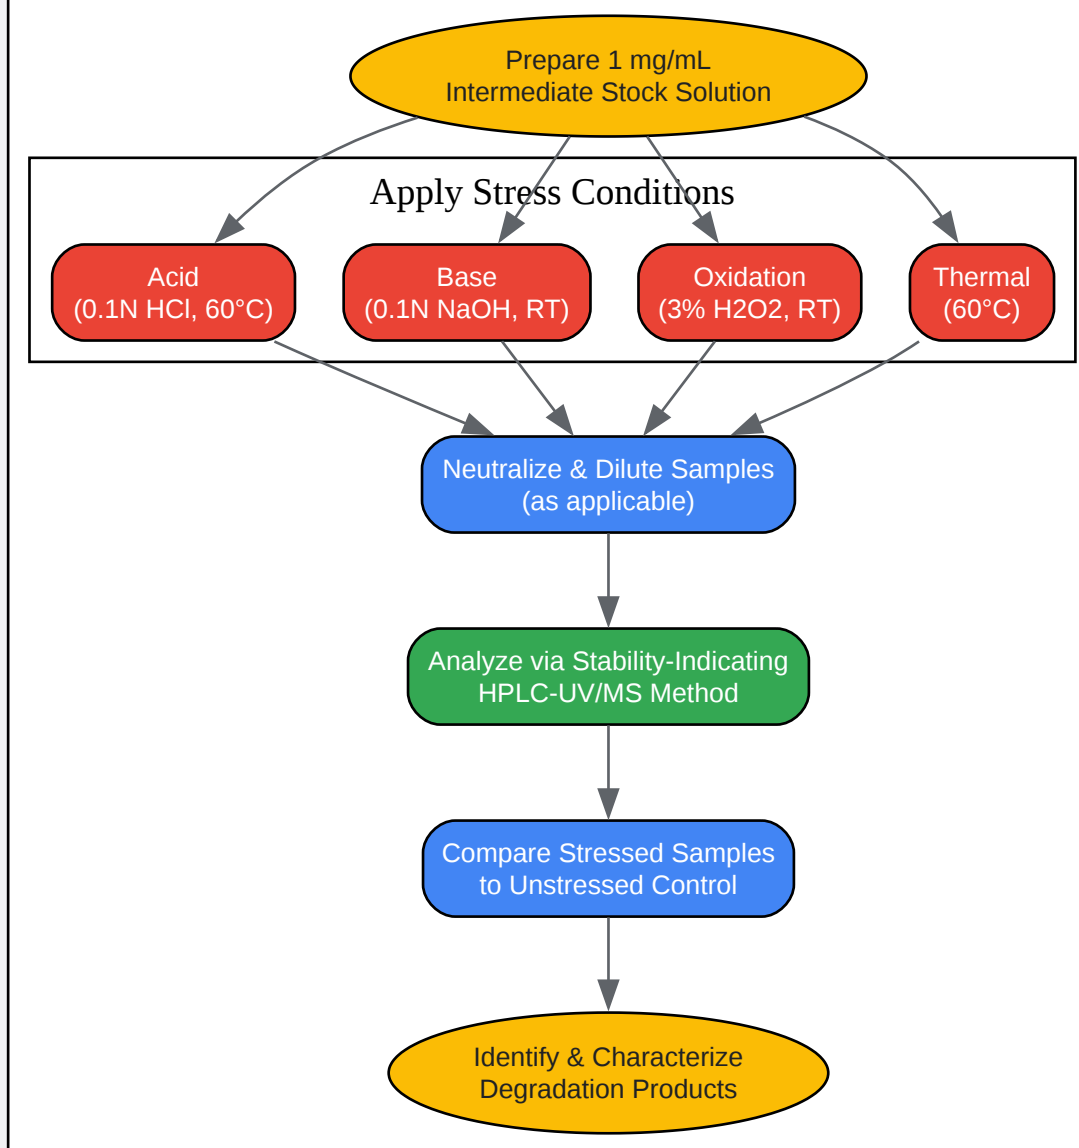 Prepare 1 mg/mL
Intermediate Stock Solution
Apply Stress Conditions
Acid
(0.1N HCl, 60°C)
Base
(0.1N NaOH, RT)
Oxidation
(3% H2O2, RT)
Thermal
(60°C)
Neutralize & Dilute Samples
(as applicable)
Analyze via Stability-Indicating
HPLC-UV/MS Method
Compare Stressed Samples
to Unstressed Control
Identify & Characterize
Degradation Products